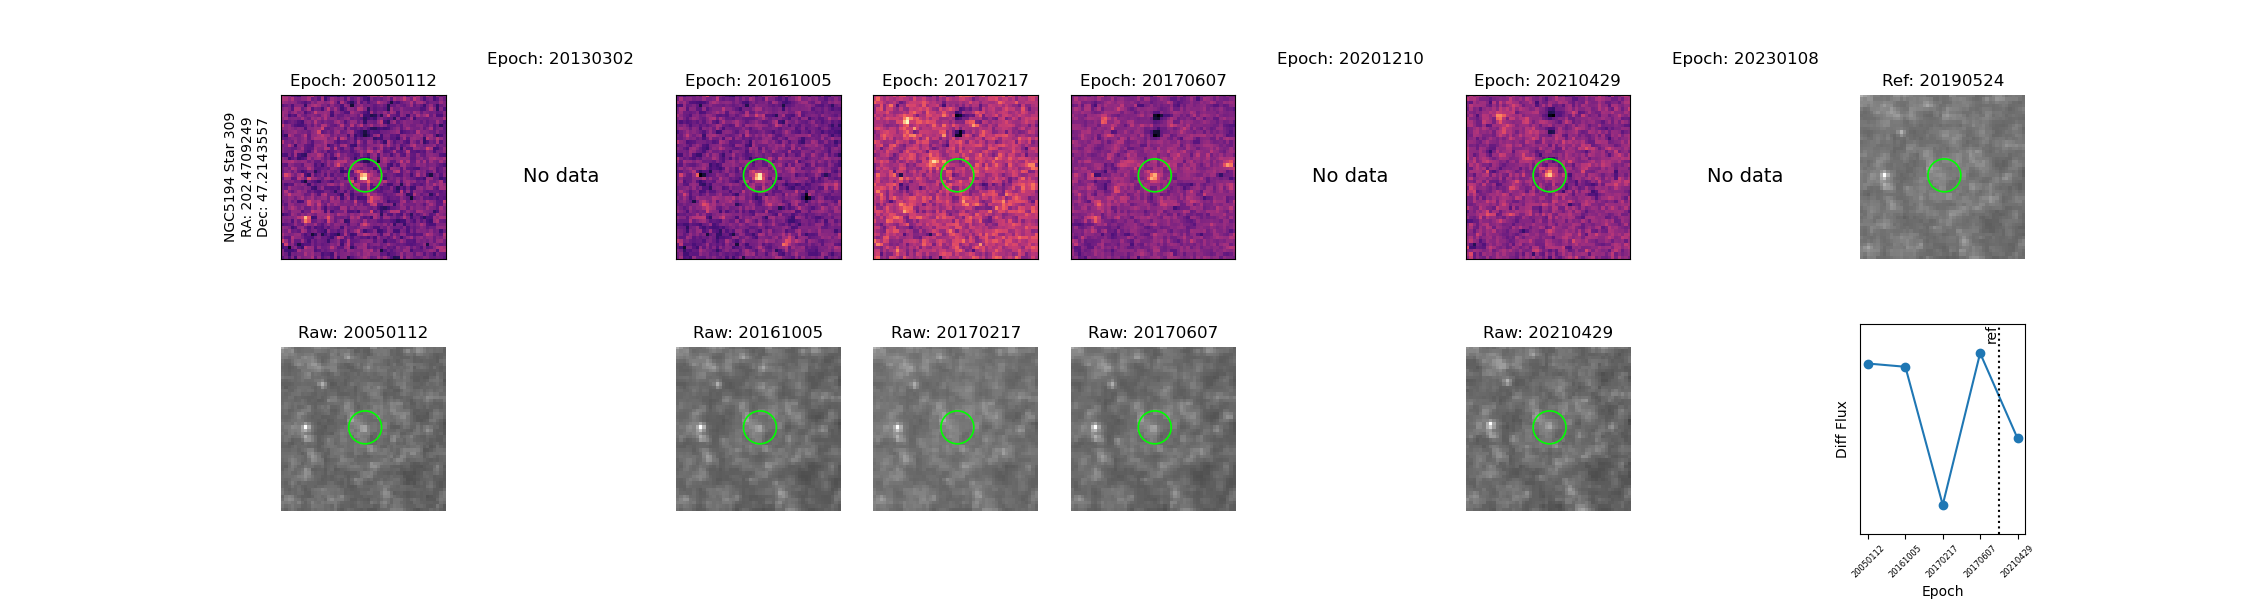 Epoch: 20130302
Epoch: 20201210
Epoch: 20230108
Epoch: 20050112
Epoch: 20161005
Epoch: 20170217
Epoch: 20170607
Epoch: 20210429
Ref: 20190524
NGC5194 Star 309
RA: 202.4709249
Dec: 47.2143557
No data
No data
No data
Raw: 20050112
Raw: 20161005
Raw: 20170217
Raw: 20170607
Raw: 20210429
ref
Diff Flux
20050112
20161005
20170217
20170607
20210429
Epoch